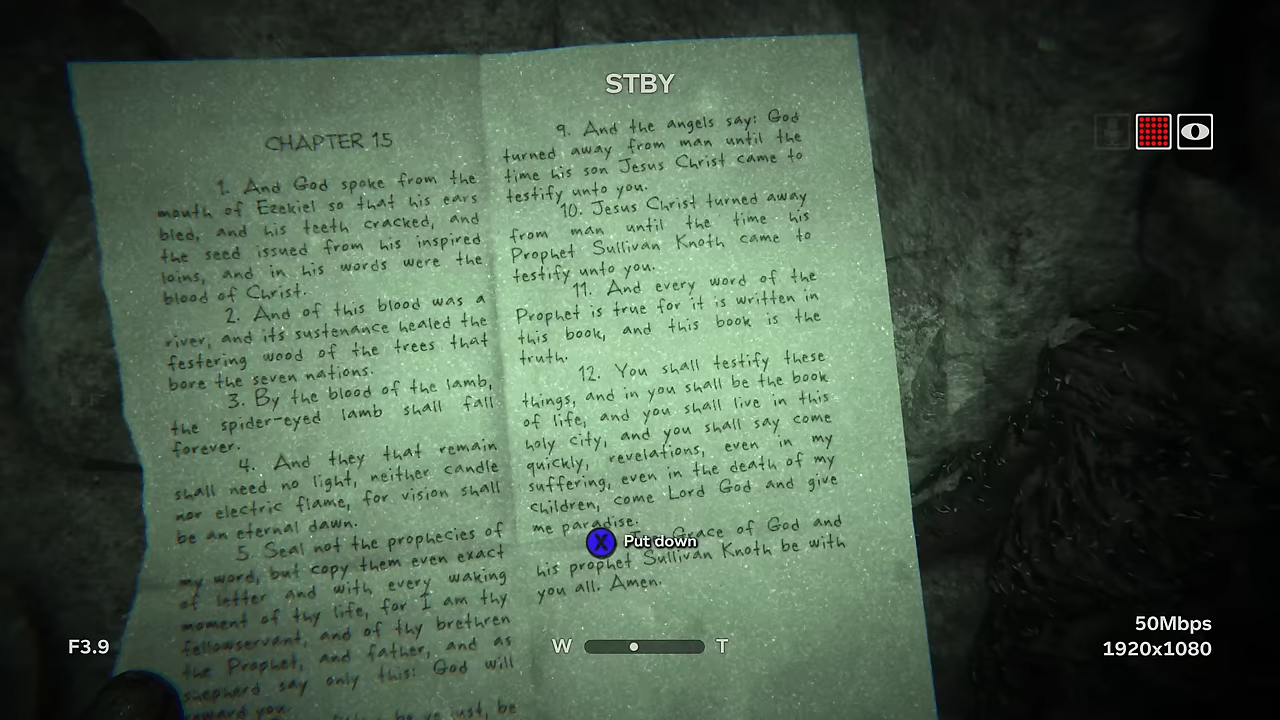 STBY
CHAPTER 15
1. And God spoke from the
mouth of Ezekiel so that his ears
bled, and his teeth cracked, and
the seed issued from his inspired
loins, and in his words were the
blood of Christ.
2. And of this blood was a
river, and its sustenance healed the
festering wood of the trees that
bore the seven nations.
3. By the blood of the lamb,
the spider-eyed lamb shall fall
forever.
4. And they that remain
shall need no light, neither candle
nor electric flame, for vision shall
be an eternal dawn.
5. Seal not the prophecies of
my word, but copy them even exact
of letter and with every waking
moment of thy life, for I am thy
fellowservant, and of thy brethren
the Prophet, and father, and as
shepherd say only this: God will
reward you.
be ye just, be
9. And the angels say: God
turned away from man until the
time his son Jesus Christ came to
testify unto you.
10. Jesus Christ turned away
from man until the time his
Prophet Sullivan Knoth came to
testify unto you.
11. And every word of the
Prophet is true for it is written in
this book, and this book is the
truth.
12. You shall testify these
things, and in you shall be the book
of life, and you shall live in this
holy city, and you shall say come
quickly, revelations, even in my
suffering, even in the death of my
children, come Lord God and give
me paradise.
Grace of God and
his prophet Sullivan Knoth be with
you all. Amen.
X Put down
F3.9
W T
50Mbps
1920x1080